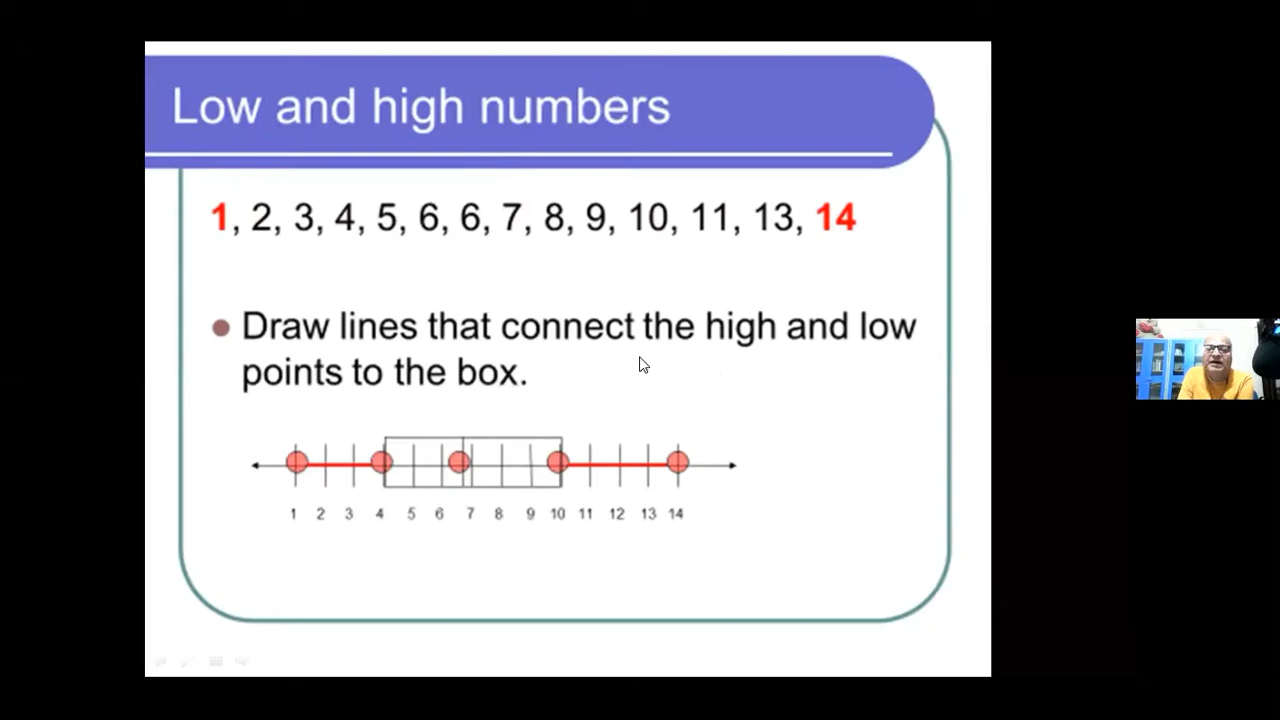 Low and high numbers
1, 2, 3, 4, 5, 6, 6, 7, 8, 9, 10, 11, 13, 14
Draw lines that connect the high and low
points to the box.
1 2 3 4 5 6 7 8 9 10 11 12 13 14